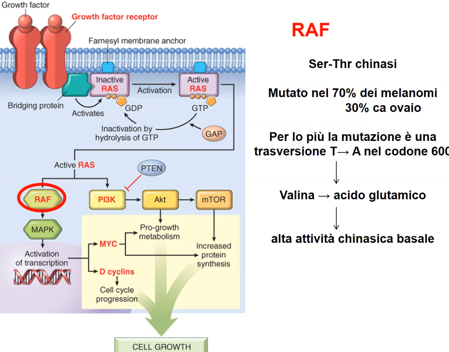 Growth factor
Growth factor receptor
Farnesyl membrane anchor
Inactive
RAS
Active
RAS
Activation
Bridging protein
Activates
GDP
GTP
Inactivation by
hydrolysis of GTP
GAP
Active RAS
PTEN
RAF
PI3K
Akt
mTOR
MAPK
Pro-growth
metabolism
Activation
of transcription
MYC
Increased
protein
synthesis
D cyclins
Cell cycle
progression
CELL GROWTH
RAF
Ser-Thr chinasi
Mutato nel 70% dei melanomi
30% ca ovaio
Per lo più la mutazione è una
trasversione T→ A nel codone 600
Valina → acido glutamico
alta attività chinasica basale